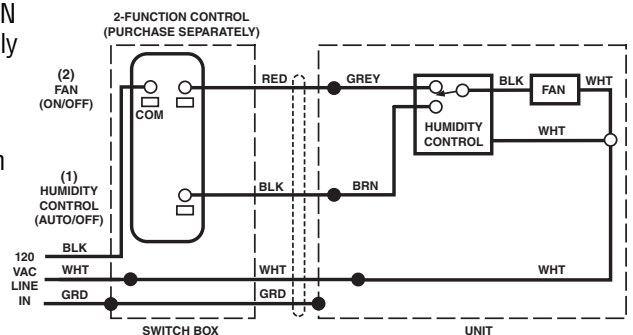 N
ly
2-FUNCTION CONTROL
(PURCHASE SEPARATELY)
(2)
FAN
(ON/OFF)
COM
RED
GREY
BLK
FAN
WHT
HUMIDITY
CONTROL
WHT
(1)
HUMIDITY
CONTROL
(AUTO/OFF)
BLK
BRN
120
VAC
LINE
IN
BLK
WHT
WHT
WHT
GRD
GRD
SWITCH BOX
UNIT